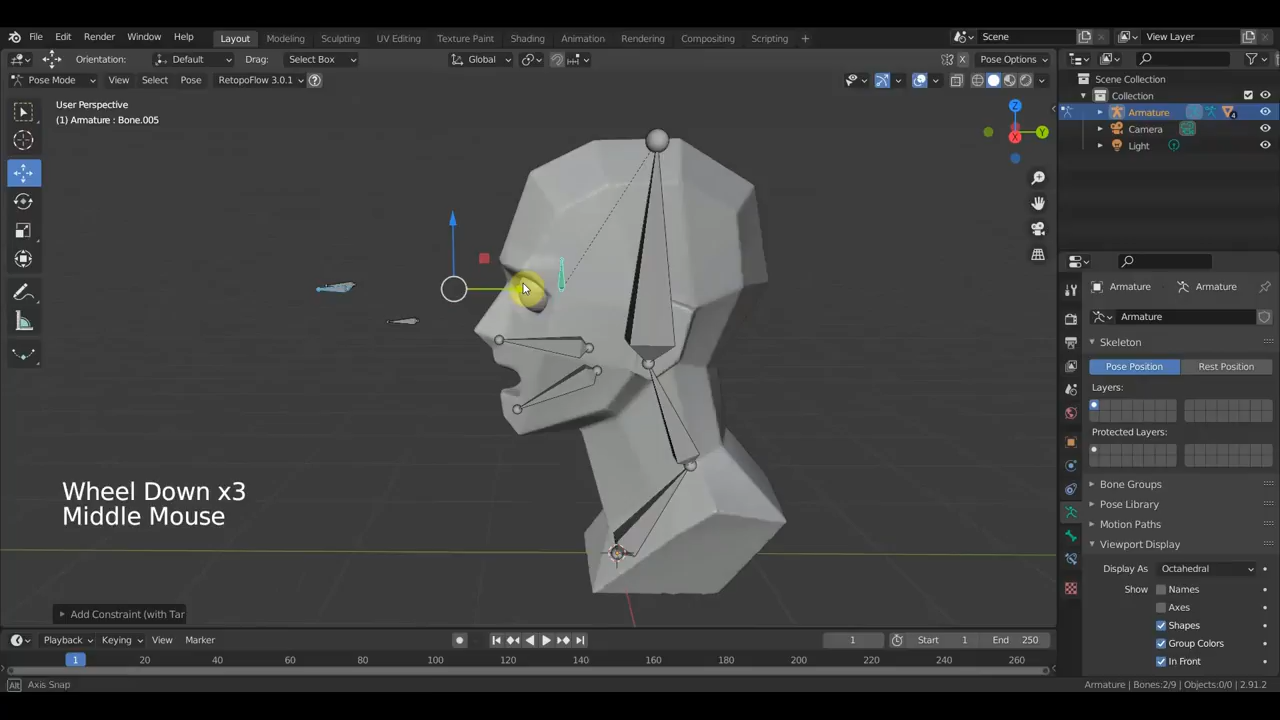 File Edit Render Window Help Layout Modeling Sculpting UV Editing Texture Paint Shading Animation Rendering Compositing Scripting + Scene View Layer
Orientation: Default Drag: Select Box Global Pose Options
Pose Mode View Select Pose RetopoFlow 3.0.1 ?
User Perspective
(1) Armature : Bone.005
Z
Y
X
Scene Collection
Collection
Armature 4
Camera
Light
Armature Armature
Armature
Skeleton
Pose Position Rest Position
Layers:
Protected Layers:
Bone Groups
Pose Library
Motion Paths
Viewport Display
Display As Octahedral
Show Names
Axes
Shapes
Group Colors
In Front
Wheel Down x3
Middle Mouse
Add Constraint (with Tar
Playback Keying View Marker 1 Start 1 End 250
1 20 40 60 80 100 120 140 160 180 200 220 240 260
Alt Axis Snap Armature | Bones:2/9 | Objects:0/0 | 2.91.2